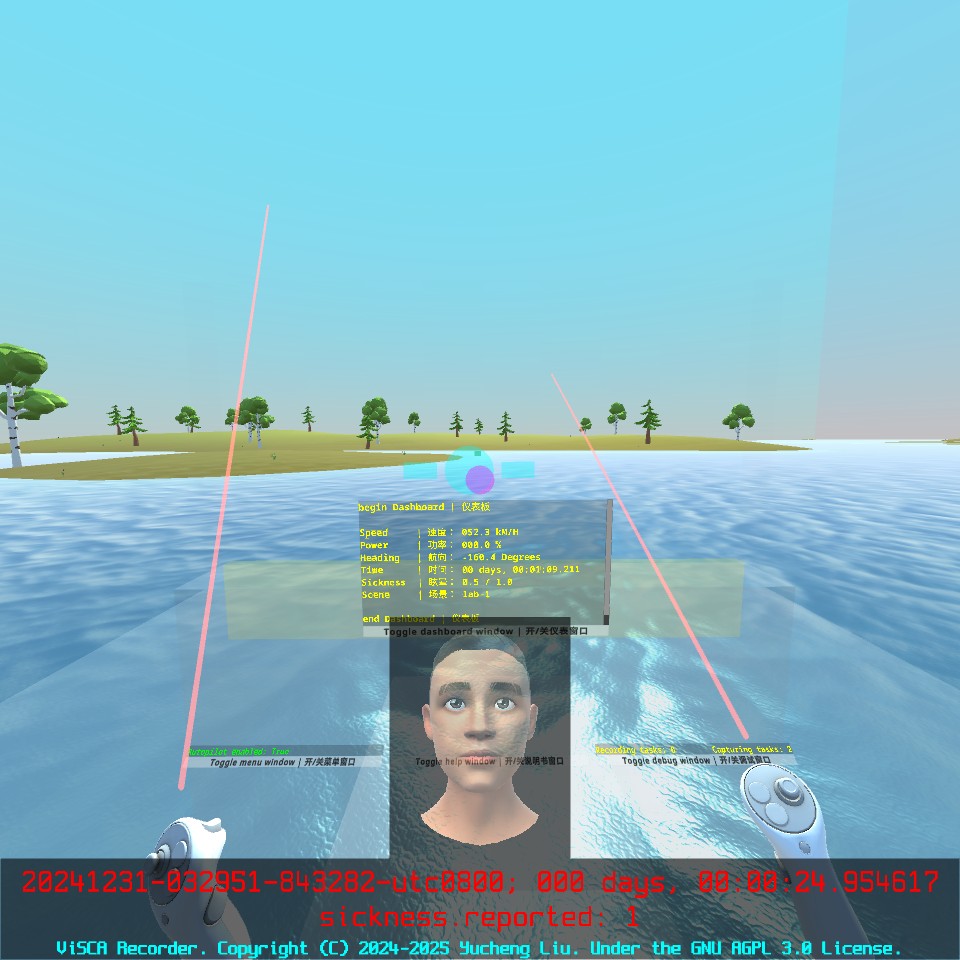 begin Dashboard | 仪表板
Speed | 速度： 052.3 kM/H
Power | 功率： 000.0 %
Heading | 航向： -160.4 Degrees
Time | 时间： 00 days, 00:01:09.211
Sickness | 眩晕： 0.5 / 1.0
Scene | 场景： lab-1
end Dashboard | 仪表板
Toggle dashboard window | 开/关仪表窗口
Autopilot Enabled: True
Toggle menu window | 开/关菜单窗口
Toggle help window | 开/关说明书窗口
Recording tasks: 0 Capturing tasks: 2
Toggle debug window | 开/关调试窗口
20241231-032951-843282-utc0800; 000 days, 00:00:24.954617
sickness.reported: 1
ViSCA Recorder. Copyright (C) 2024-2025 Yucheng Liu. Under the GNU AGPL 3.0 License.